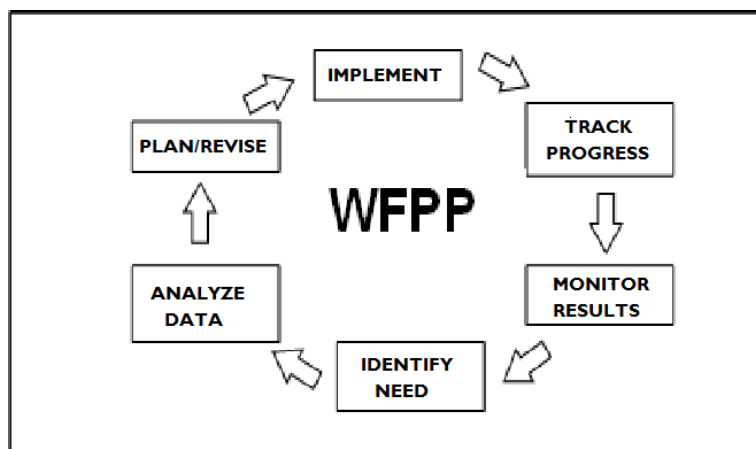 IMPLEMENT
TRACK
PROGRESS
PLAN/REVISE
WFPP
MONITOR
RESULTS
ANALYZE
DATA
IDENTIFY
NEED